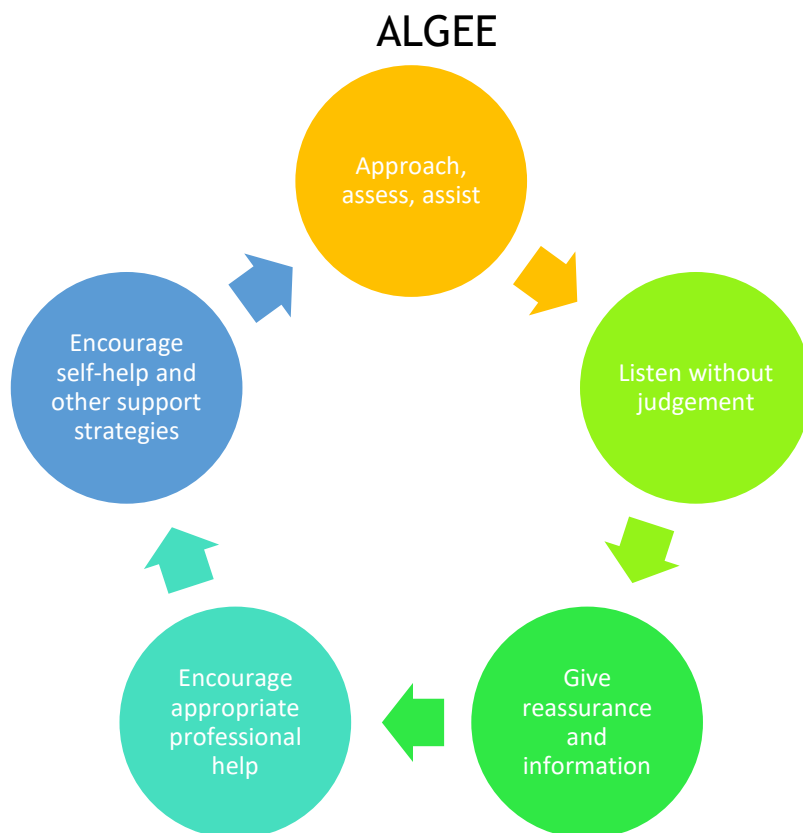 ALGEE
Approach,
assess, assist
Listen without
judgement
Give
reassurance
and
information
Encourage
appropriate
professional
help
Encourage
self-help and
other support
strategies